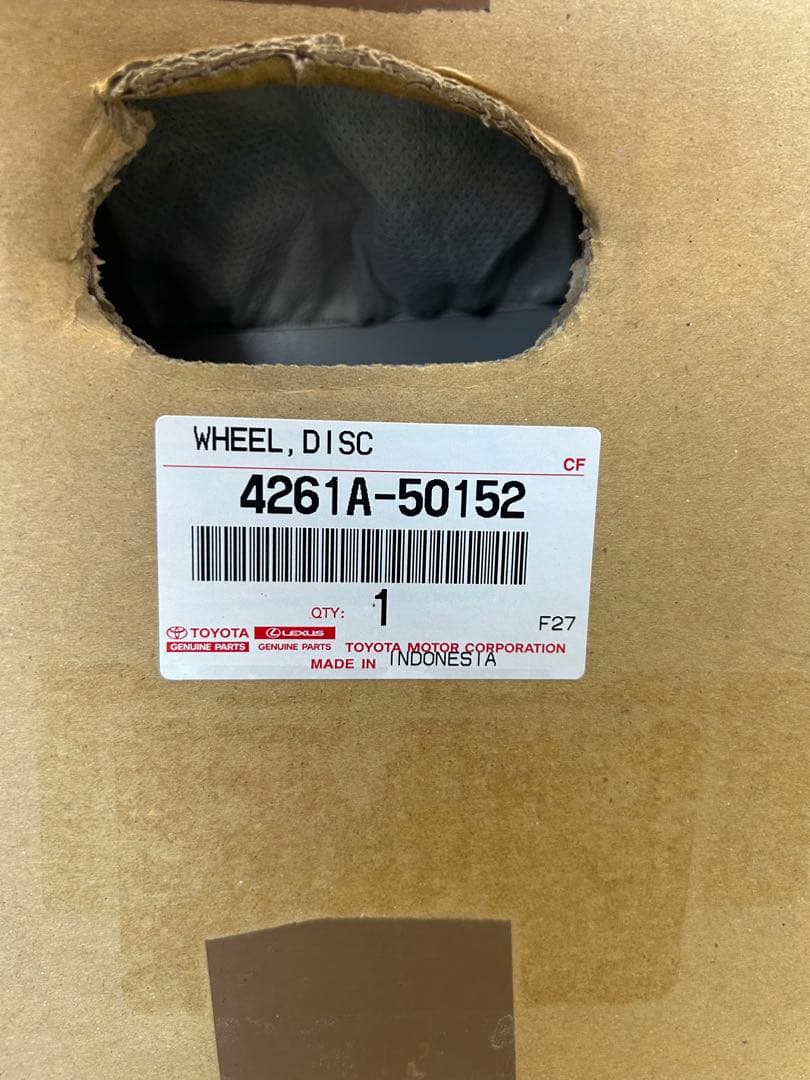 WHEEL,DISC
CF
4261A-50152
QTY: 1
F27
TOYOTA LEXUS
GENUINE PARTS GENUINE PARTS TOYOTA MOTOR CORPORATION
MADE IN INDONESIA